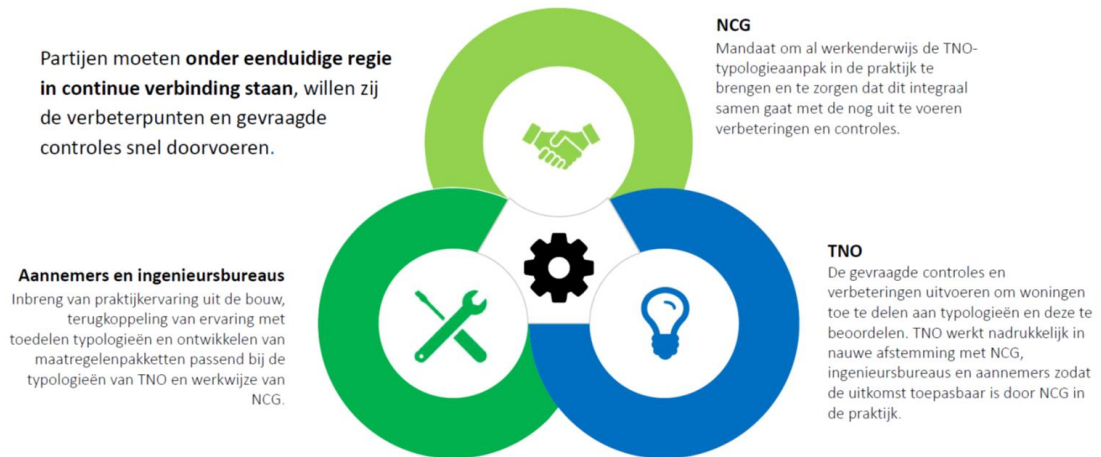 Partijen moeten onder eenduidige regie
in continue verbinding staan, willen zij
de verbeterpunten en gevraagde
controles snel doorvoeren.
NCG
Mandaat om al werkenderwijs de TNO-
typologieaanpak in de praktijk te
brengen en te zorgen dat dit integraal
samen gaat met de nog uit te voeren
verbeteringen en controles.
Aannemers en ingenieursbureaus
Inbreng van praktijkervaring uit de bouw,
terugkoppeling van ervaring met
toedelen typologieën en ontwikkelen van
maatregelenpakketten passend bij de
typologieën van TNO en werkwijze van
NCG.
TNO
De gevraagde controles en
verbeteringen uitvoeren om woningen
toe te delen aan typologieën en deze te
beoordelen. TNO werkt nadrukkelijk in
nauwe afstemming met NCG,
ingenieursbureaus en aannemers zodat
de uitkomst toepasbaar is door NCG in
de praktijk.